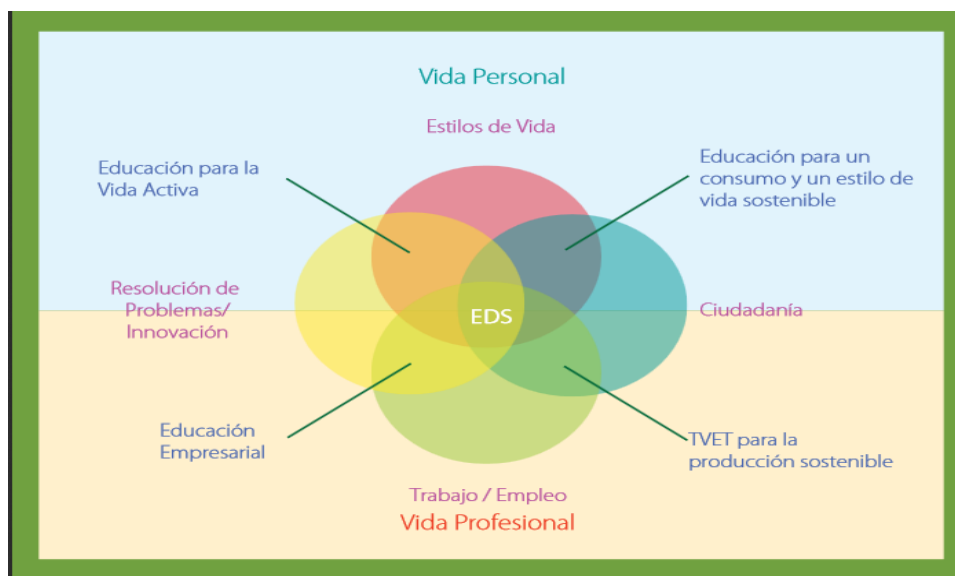 Vida Personal
Estilos de Vida
Educación para la
Vida Activa
Educación para un
consumo y un estilo de
vida sostenible
Resolución de
Problemas/
Innovación
EDS
Ciudadanía
Educación
Empresarial
TVET para la
producción sostenible
Trabajo / Empleo
Vida Profesional